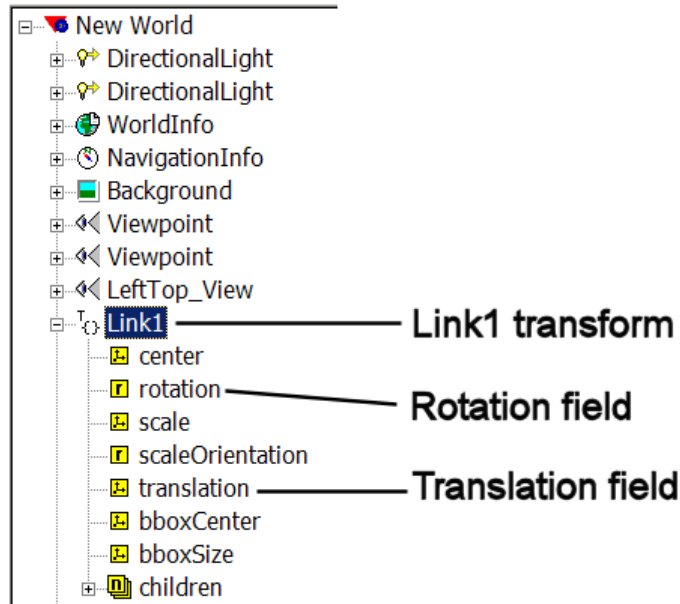 New World
DirectionalLight
DirectionalLight
WorldInfo
NavigationInfo
Background
Viewpoint
Viewpoint
LeftTop_View
Link1
Link1 transform
center
rotation
Rotation field
scale
scaleOrientation
translation
Translation field
bboxCenter
bboxSize
children